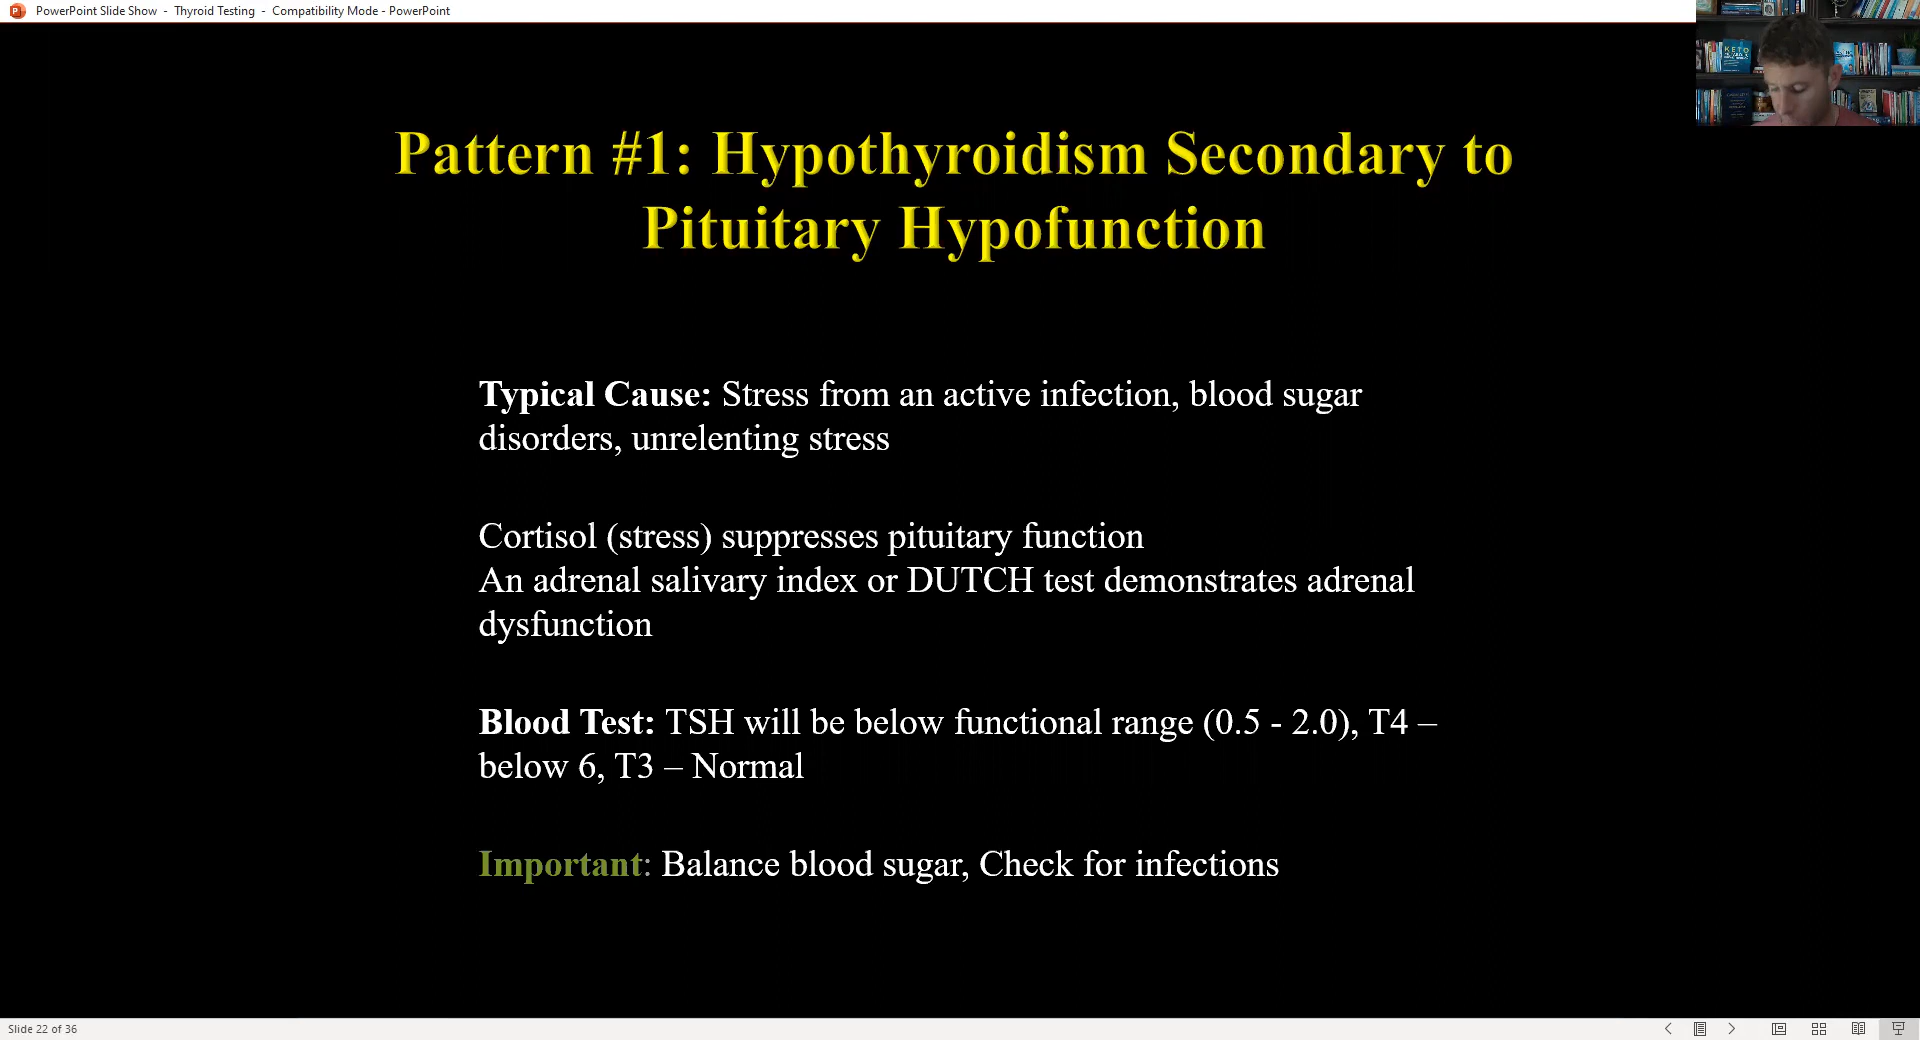 PowerPoint Slide Show - Thyroid Testing - Compatibility Mode - PowerPoint
KETO
Pattern #1: Hypothyroidism Secondary to
Pituitary Hypofunction
Typical Cause: Stress from an active infection, blood sugar
disorders, unrelenting stress
Cortisol (stress) suppresses pituitary function
An adrenal salivary index or DUTCH test demonstrates adrenal
dysfunction
Blood Test: TSH will be below functional range (0.5 - 2.0), T4 –
below 6, T3 – Normal
Important: Balance blood sugar, Check for infections
Slide 22 of 36